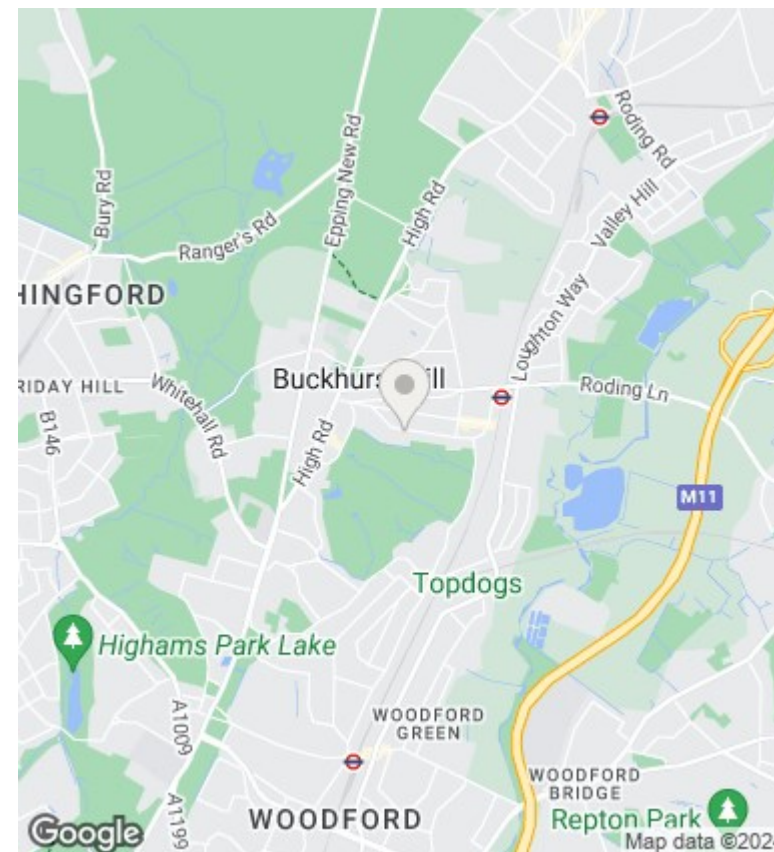 Roding Rd
Epping New Rd
High Rd
Valley Hill
Bury Rd
Ranger's Rd
HINGFORD
Loughton Way
Buckhurs
ill
RIDAY HILL
Whitehall Rd
Roding Ln
B146
High Rd
M11
Topdogs
Highams Park Lake
A1009
WOODFORD
GREEN
WOODFORD
BRIDGE
A1199
WOODFORD
Repton Park
Google
Map data ©202